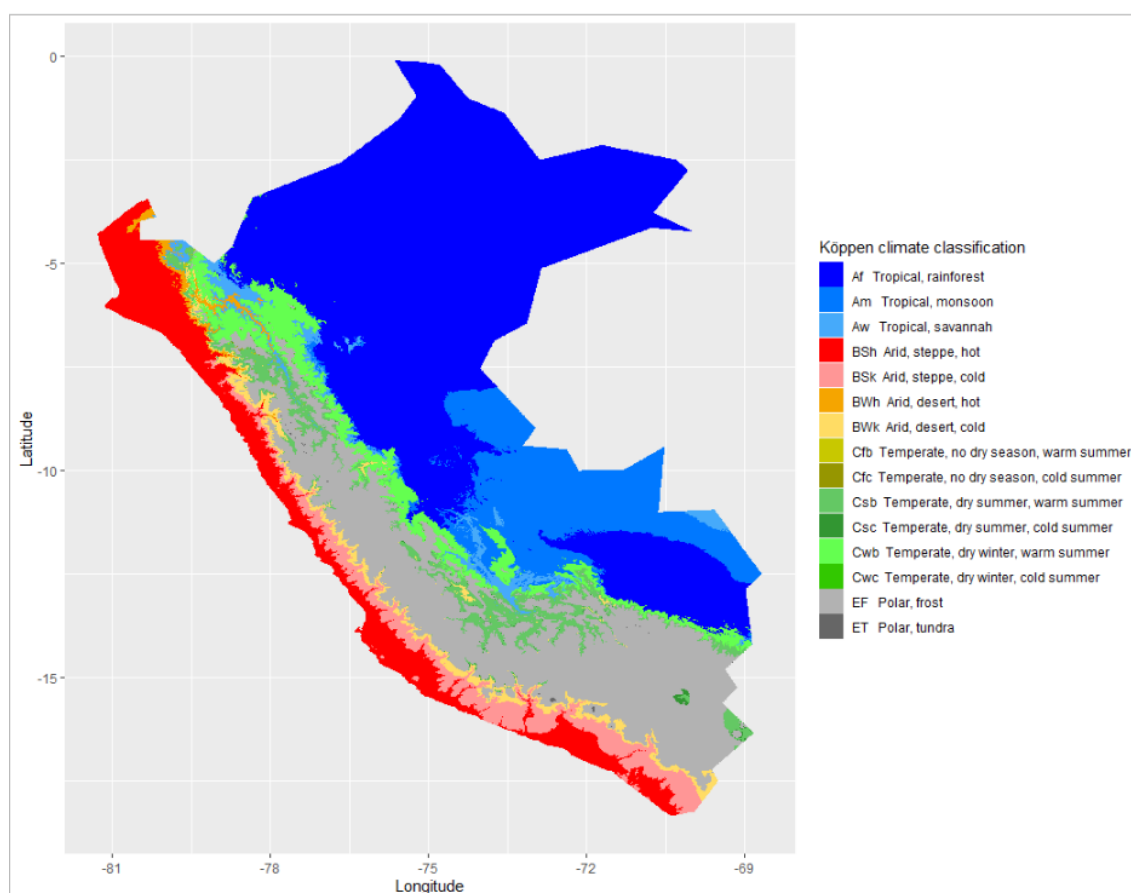 0
-5
-10
-15
Latitude
-81
-78
-75
-72
-69
Longitude
Köppen climate classification
Af Tropical, rainforest
Am Tropical, monsoon
Aw Tropical, savannah
BSh Arid, steppe, hot
BSk Arid, steppe, cold
BWh Arid, desert, hot
BWk Arid, desert, cold
Cfb Temperate, no dry season, warm summer
Cfc Temperate, no dry season, cold summer
Csb Temperate, dry summer, warm summer
Csc Temperate, dry summer, cold summer
Cwb Temperate, dry winter, warm summer
Cwc Temperate, dry winter, cold summer
EF Polar, frost
ET Polar, tundra